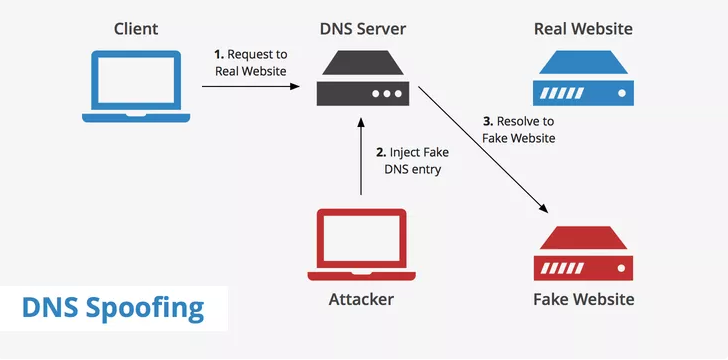 Client
DNS Server
Real Website
1. Request to
Real Website
3. Resolve to
Fake Website
2. Inject Fake
DNS entry
Attacker
Fake Website
DNS Spoofing